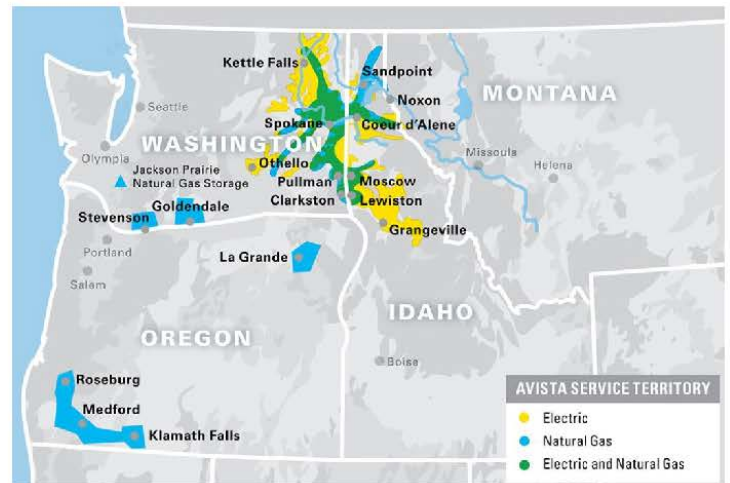 Kettle Falls
Sandpoint
Noxon
MONTANA
Seattle
Spokane
Coeur d'Alene
WASHINGTON
Olympia
Othello
Missoula
Helena
Jackson Prairie
Natural Gas Storage
Pullman
Moscow
Clarkston
Lewiston
Goldendale
Stevenson
Grangeville
Portland
La Grande
Salam
IDAHO
OREGON
Boise
Roseburg
Medford
Klamath Falls
AVISTA SERVICE TERRITORY
Electric
Natural Gas
Electric and Natural Gas